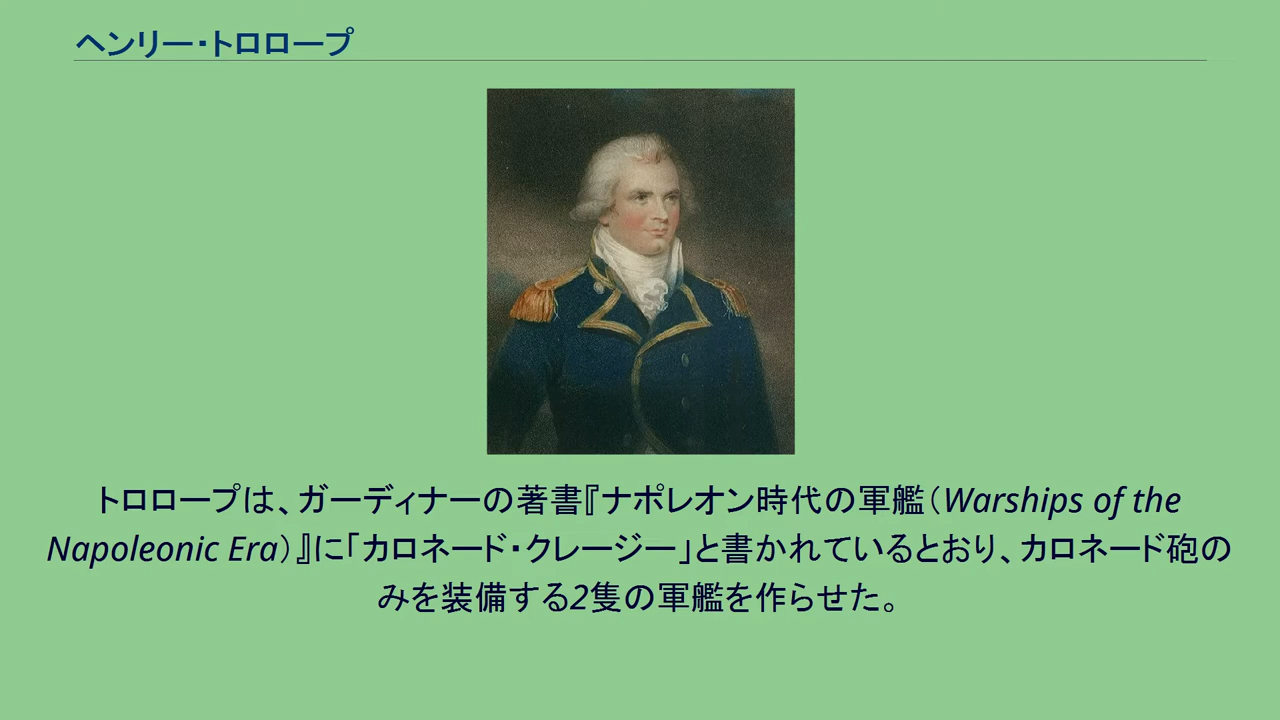 ヘンリー・トロロープ
トロロープは、ガーディナーの著書『ナポレオン時代の軍艦（Warships of the
Napoleonic Era）』に「カロネード・クレージー」と書かれているとおり、カロネード砲の
みを装備する2隻の軍艦を作らせた。